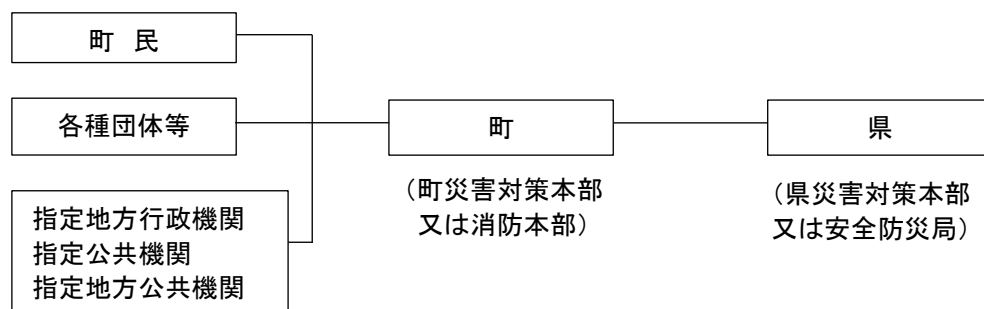 町 民
各種団体等
町
県
（町災害対策本部
又は消防本部）
（県災害対策本部
又は安全防災局）
指定地方行政機関
指定公共機関
指定地方公共機関